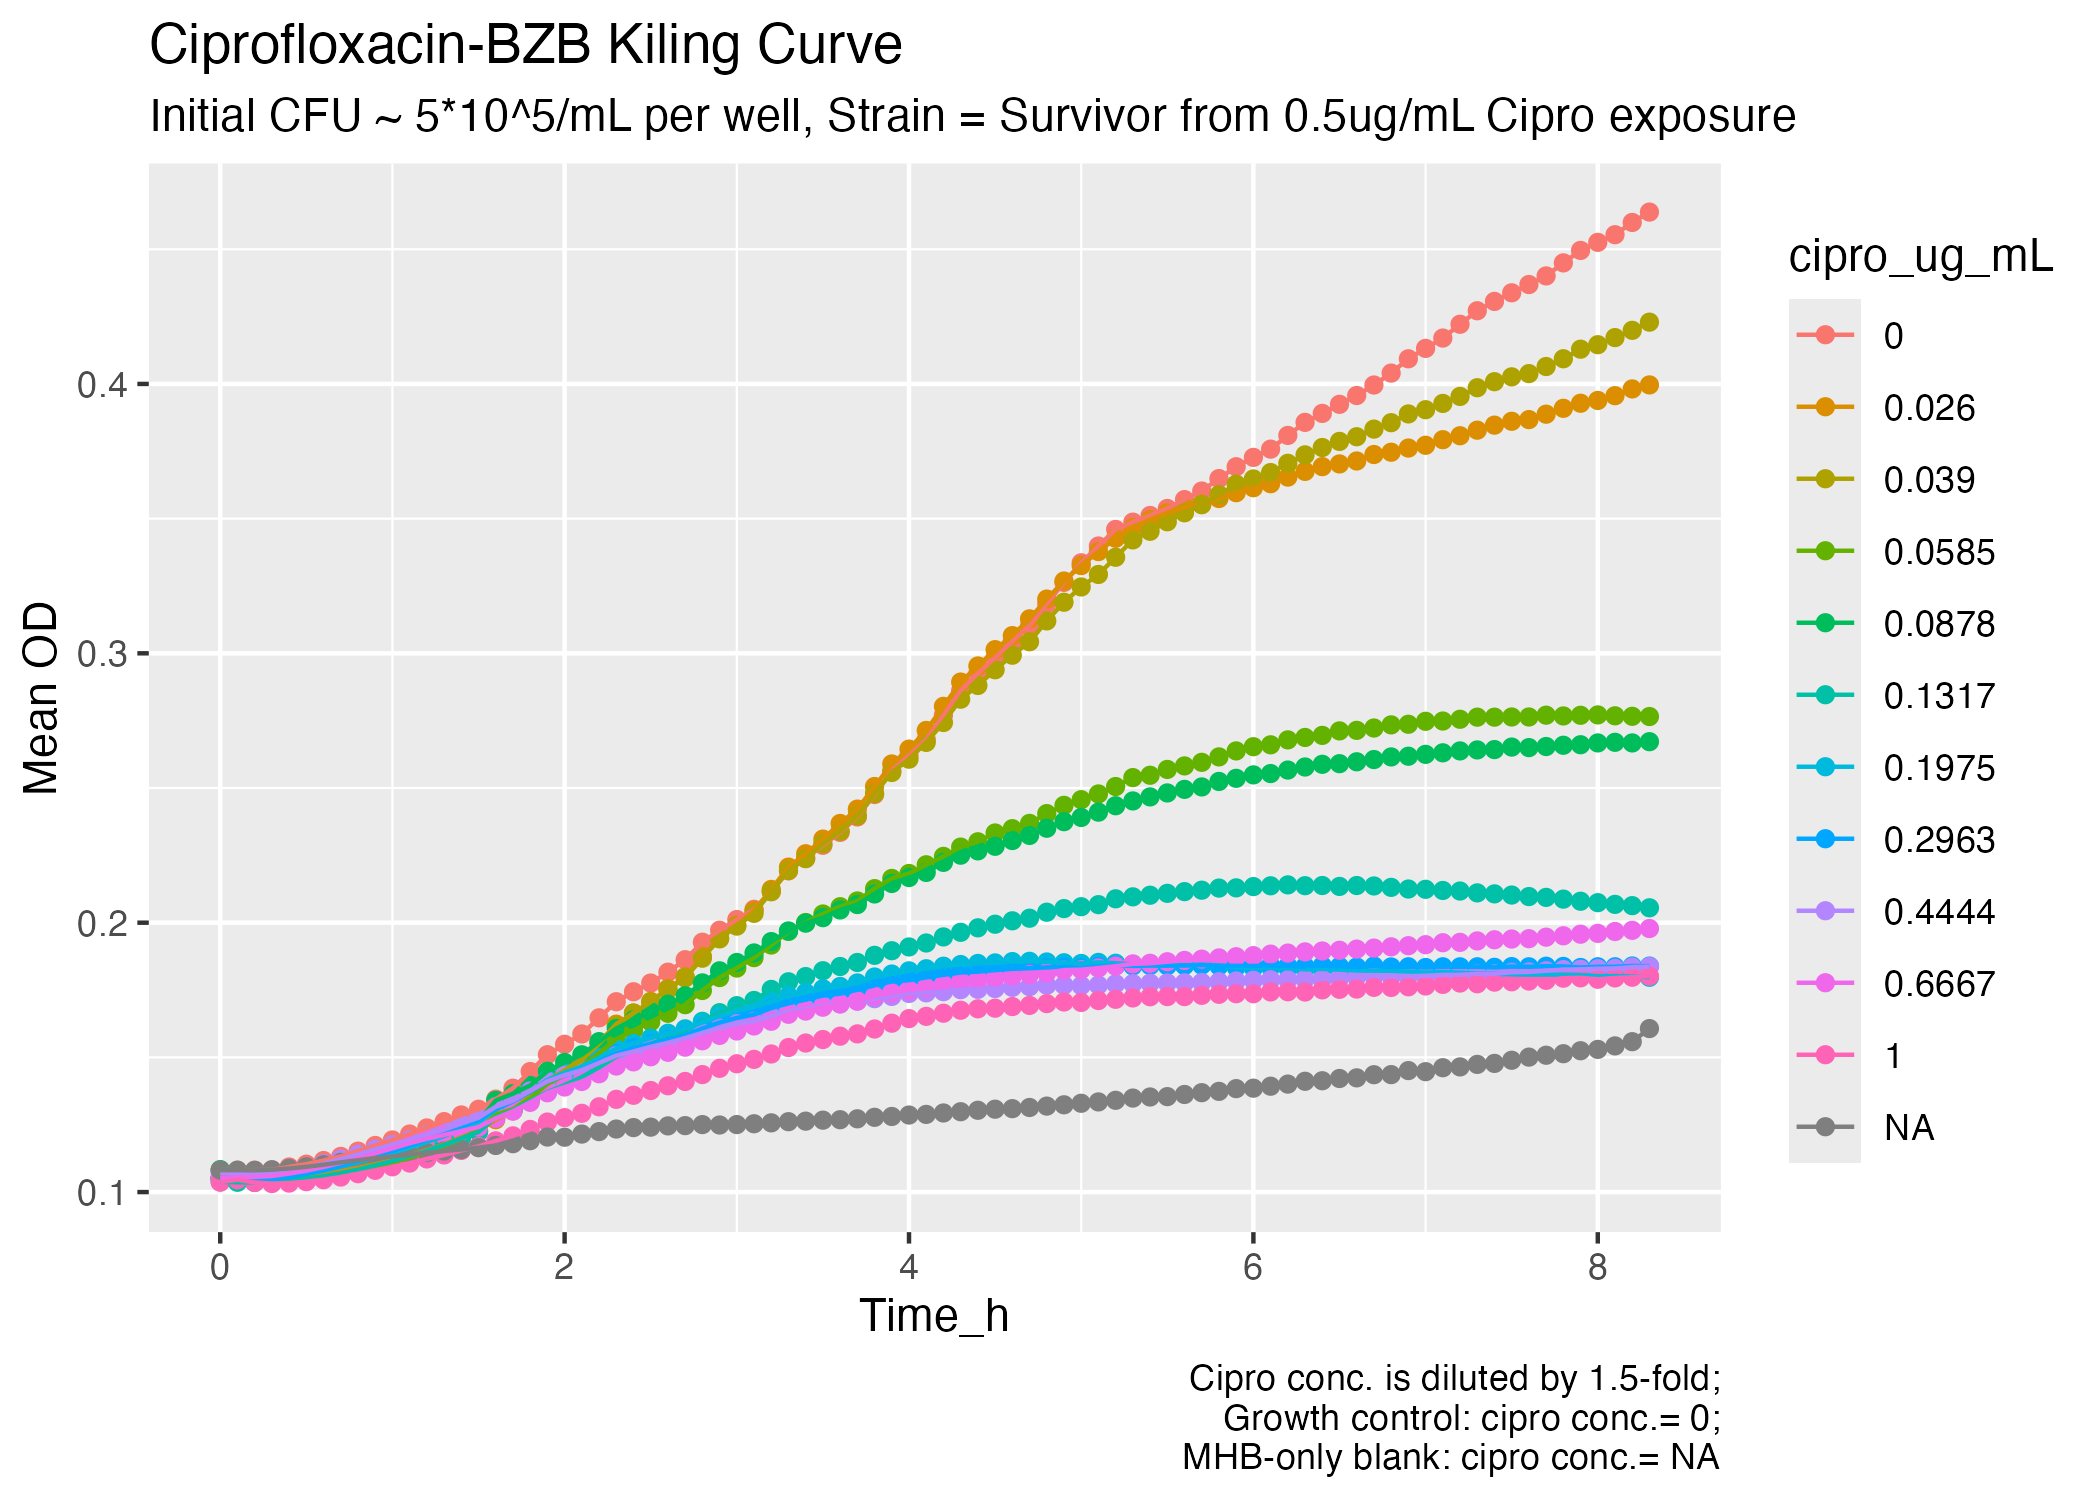 Ciprofloxacin-BZB Kiling Curve
Initial CFU ~ 5*10^5/mL per well, Strain = Survivor from 0.5ug/mL Cipro exposure
Mean OD
0.4
0.3
0.2
0.1
0 2 4 6 8
Time_h
cipro_ug_mL
0
0.026
0.039
0.0585
0.0878
0.1317
0.1975
0.2963
0.4444
0.6667
1
NA
Cipro conc. is diluted by 1.5-fold;
Growth control: cipro conc.= 0;
MHB-only blank: cipro conc.= NA